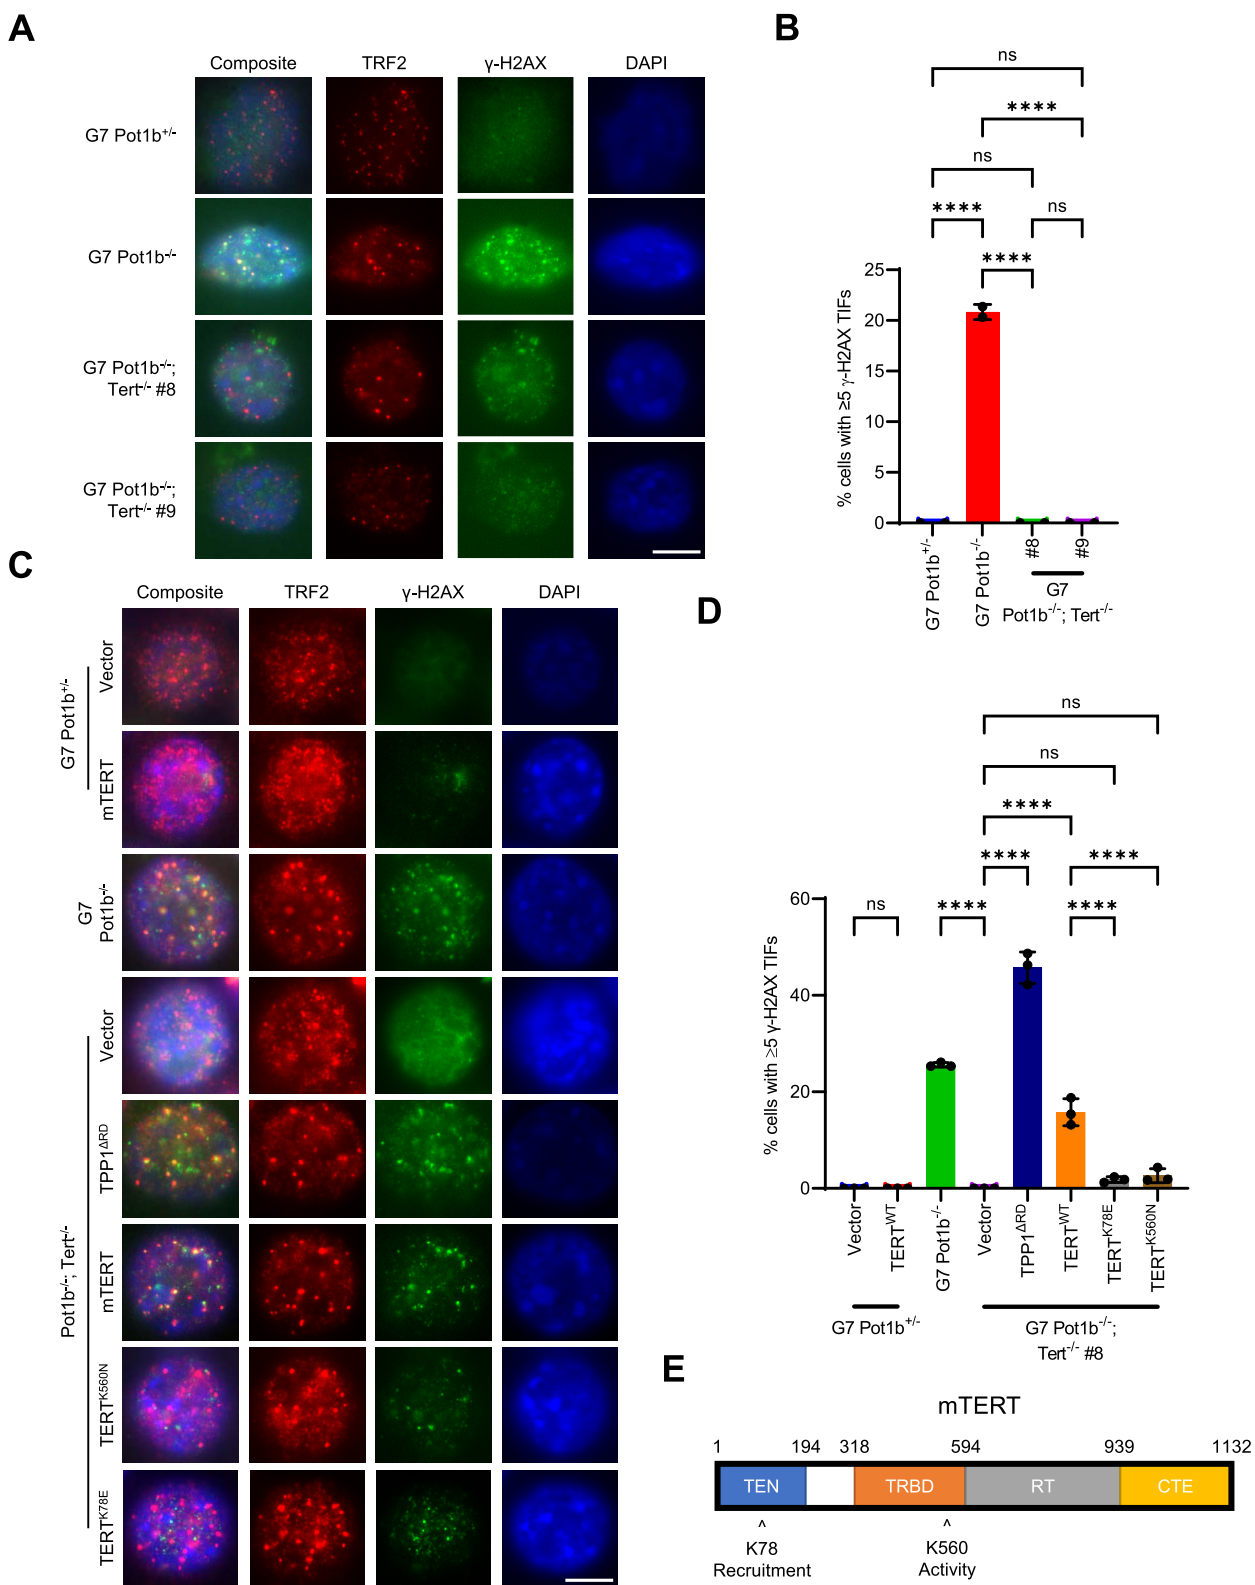 A
Composite TRF2 γ-H2AX DAPI
G7 Pot1b+/-
G7 Pot1b-/-
G7 Pot1b-/-;
Tert-/- #8
G7 Pot1b-/-;
Tert-/- #9
B
ns
****
ns
**** ns
****
% cells with ≥5 γ-H2AX TIFs
25
20
15
10
5
0
G7 Pot1b+/-
G7 Pot1b-/-
#8
#9
G7
Pot1b-/-; Tert-/-
C
Composite TRF2 γ-H2AX DAPI
G7 Pot1b+/-
Vector
mTERT
G7
Pot1b-/-
Pot1b-/-; Tert-/-
Vector
TPP1ΔRD
mTERT
TERTK560N
TERTK78E
D
ns
ns
****
**** ****
ns **** ****
% cells with ≥5 γ-H2AX TIFs
60
40
20
0
Vector
TERTWT
G7 Pot1b-/-
Vector
TPP1ΔRD
TERTWT
TERTK78E
TERTK560N
G7 Pot1b+/-
G7 Pot1b-/-;
Tert-/- #8
E
mTERT
1 194 318 594 939 1132
TEN TRBD RT CTE
^ ^
K78 K560
Recruitment Activity